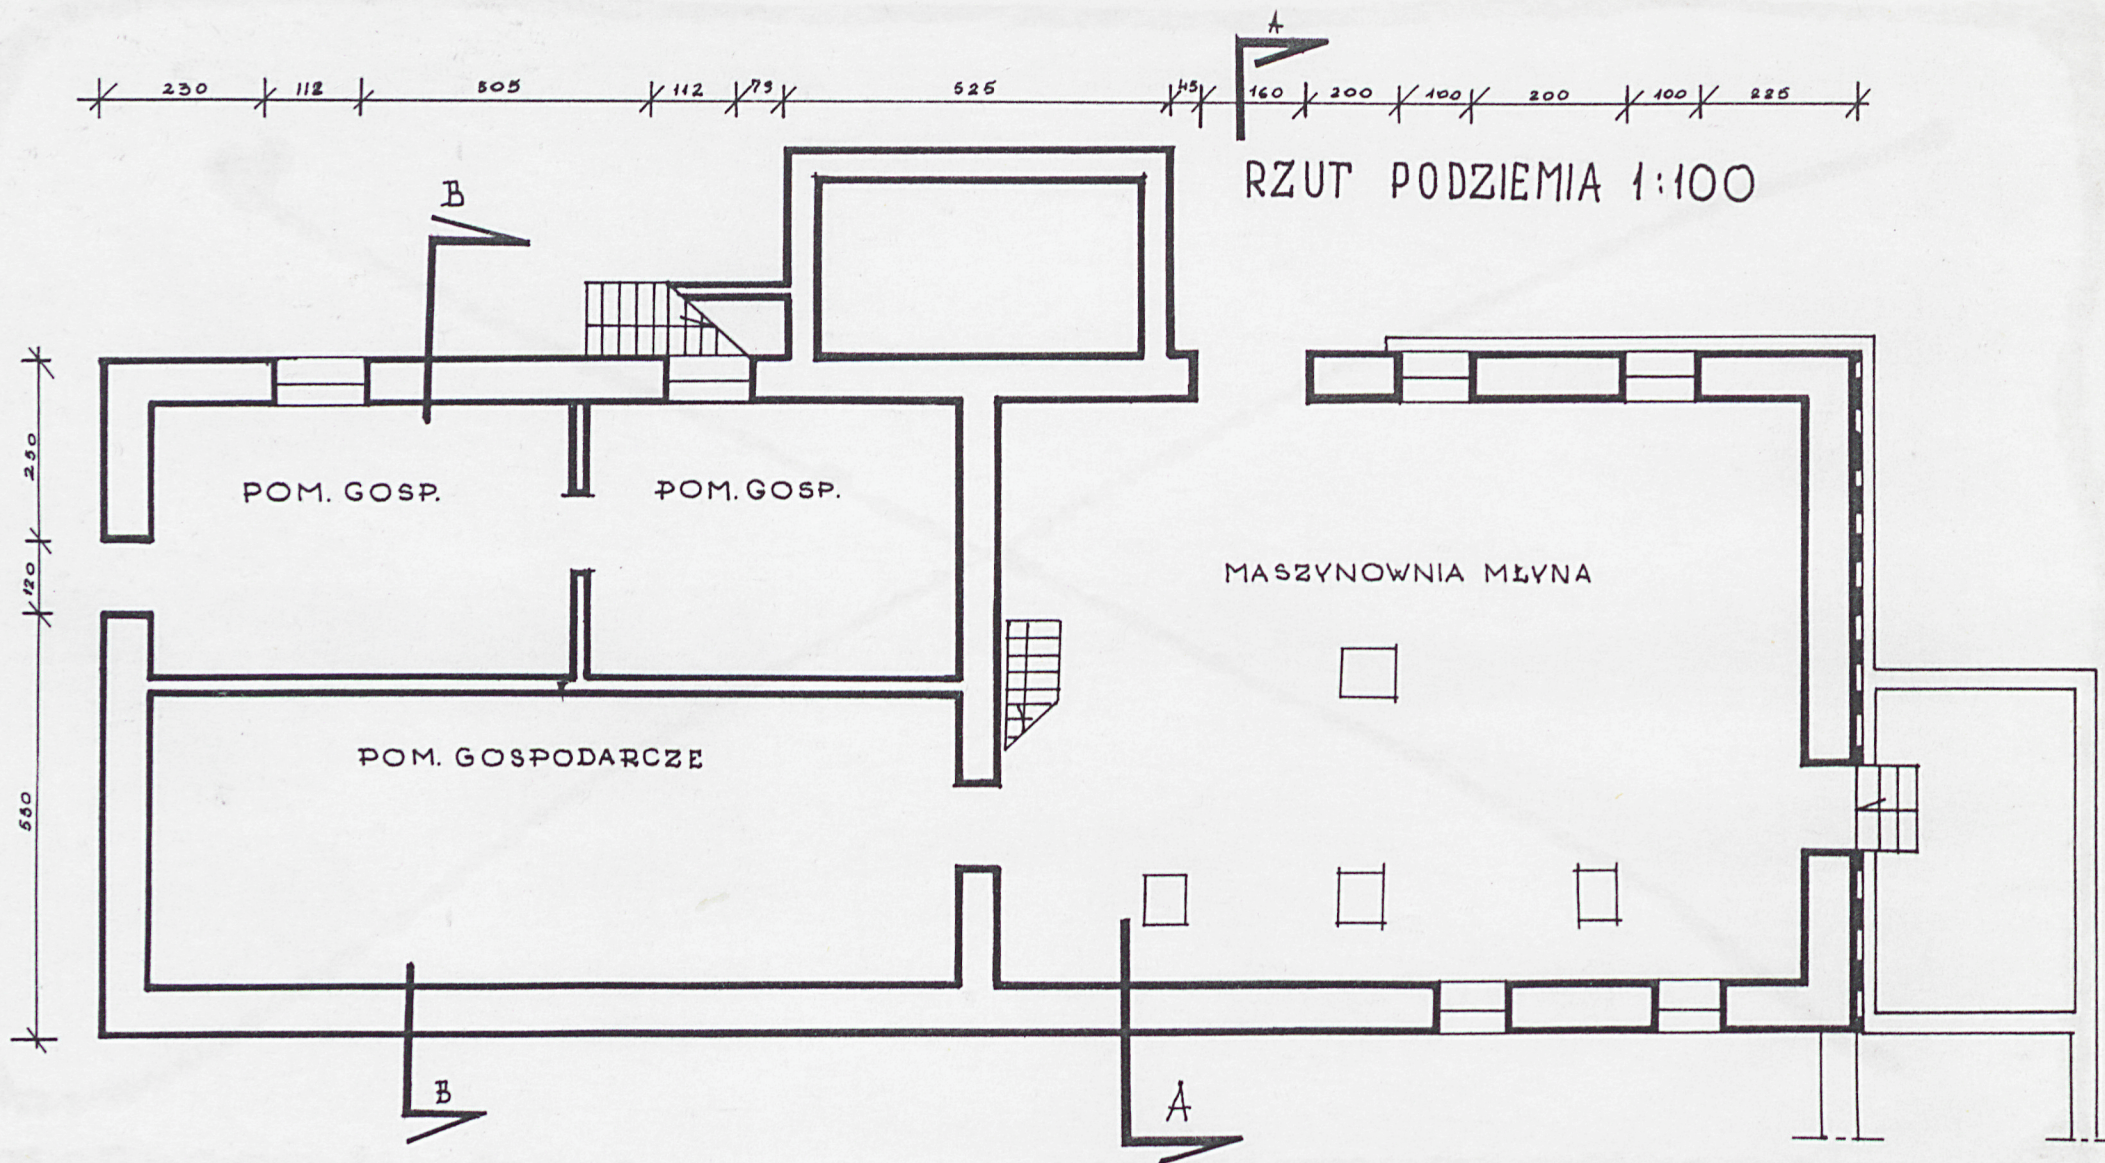 A
230 112 505 112 75 525 45 160 200 100 200 100 225
RZUT PODZIEMIA 1:100
B
250
POM. GOSP. POM. GOSP.
120
MASZYNOWNIA MŁYNA
POM. GOSPODARCZE
550
B
A